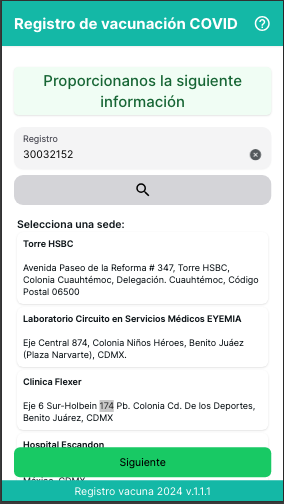 Registro de vacunación COVID
Proporcionanos la siguiente
información
Registro
30032152
Selecciona una sede:
Torre HSBC
Avenida Paseo de la Reforma # 347, Torre HSBC,
Colonia Cuauhtémoc, Delegación. Cuauhtémoc, Código
Postal 06500
Laboratorio Circuito en Servicios Médicos EYEMIA
Eje Central 874, Colonia Niños Héroes, Benito Juáez
(Plaza Narvarte), CDMX.
Clinica Flexer
Eje 6 Sur-Holbein 174 Pb. Colonia Cd. De los Deportes,
Benito Juárez, CDMX
Hospital Escandon
Siguiente
México, CDMX
Registro vacuna 2024 v.1.1.1